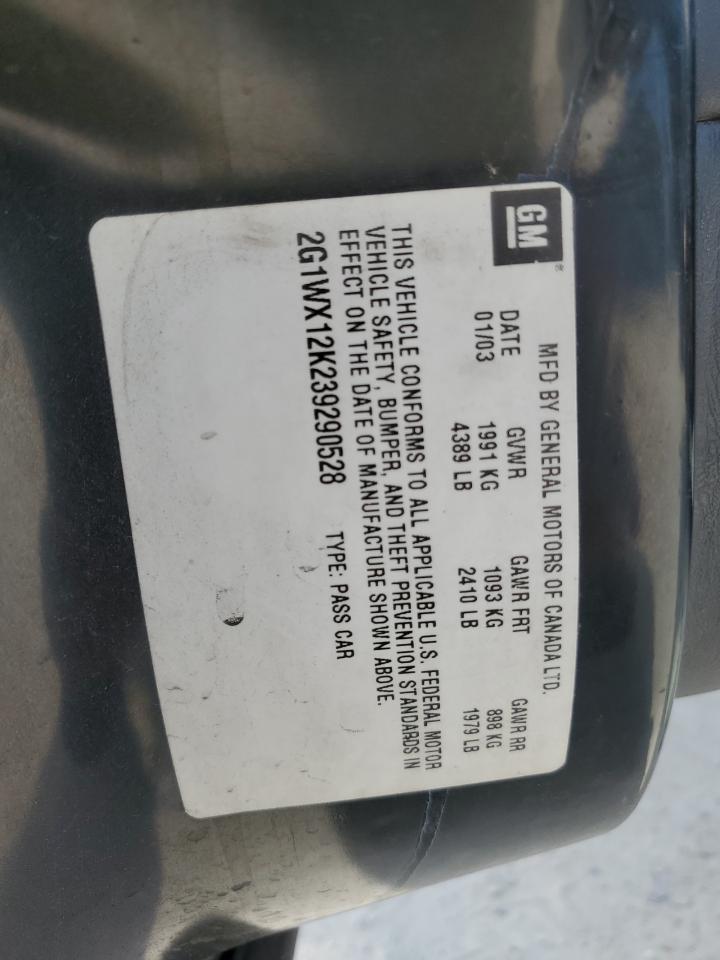 GM
®
MFD BY GENERAL MOTORS OF CANADA LTD.
DATE GVWR GAWR FRT GAWR RR
01/03 1991 KG 1093 KG 898 KG
4389 LB 2410 LB 1979 LB
THIS VEHICLE CONFORMS TO ALL APPLICABLE U.S. FEDERAL MOTOR
VEHICLE SAFETY, BUMPER, AND THEFT PREVENTION STANDARDS IN
EFFECT ON THE DATE OF MANUFACTURE SHOWN ABOVE.
2G1WX12K239290528 TYPE: PASS CAR